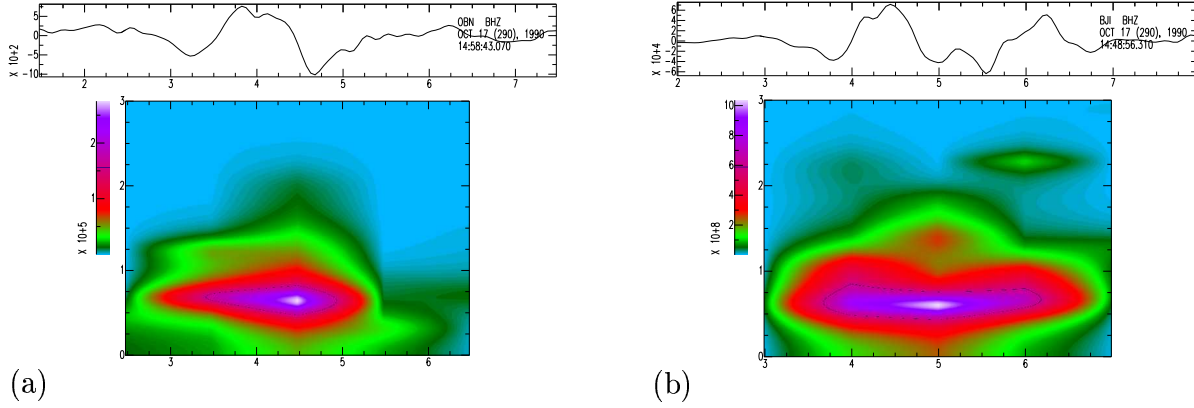 5
0
-5
-10
X 10+2
OBN BHZ
OCT 17 (290), 1990
14:58:43.070
3 4 5 6 7
3
2
1
0
2
1
X 10+5
3 4 5 6
(a)
6
4
2
0
-2
-4
-6
X 10+4
BJI BHZ
OCT 17 (290), 1990
14:48:56.310
2 3 4 5 6 7
3
2
1
0
10
8
6
4
2
X 10+8
3 4 5 6 7
(b)